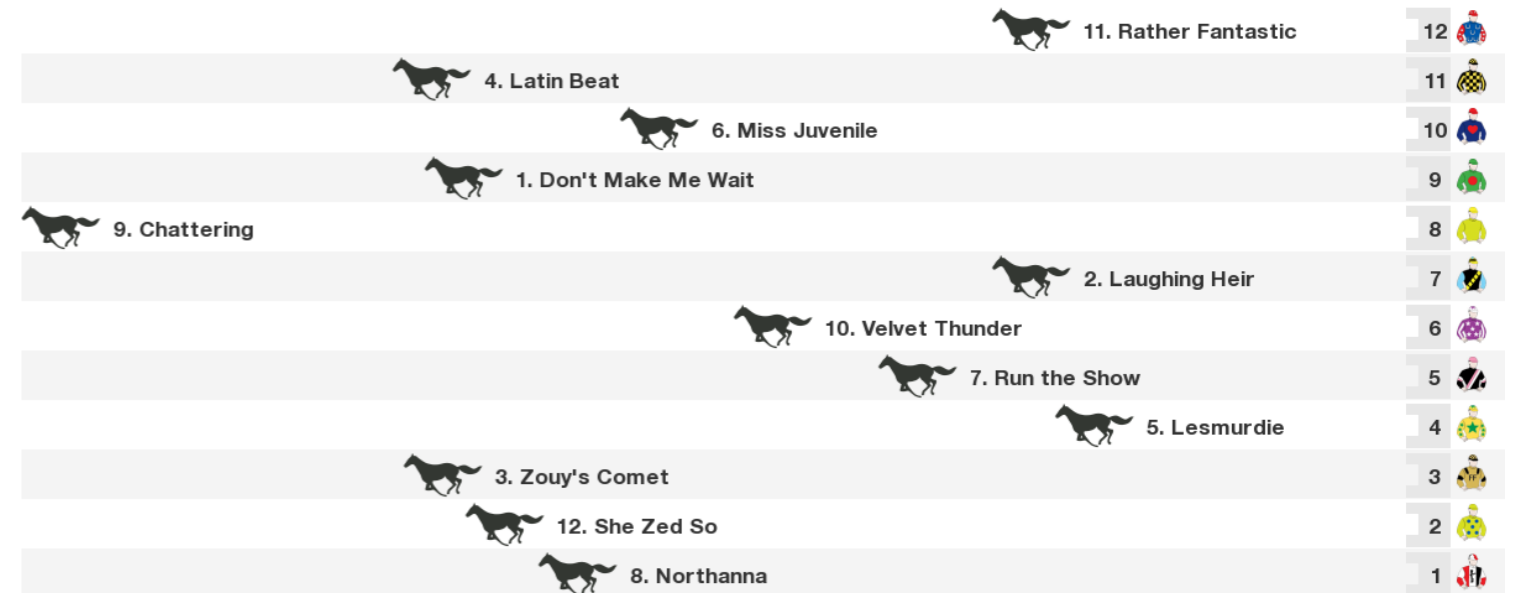 11. Rather Fantastic 12
4. Latin Beat 11
6. Miss Juvenile 10
1. Don't Make Me Wait 9
9. Chattering 8
2. Laughing Heir 7
10. Velvet Thunder 6
7. Run the Show 5
5. Lesmurdie 4
3. Zouy's Comet 3
12. She Zed So 2
8. Northanna 1